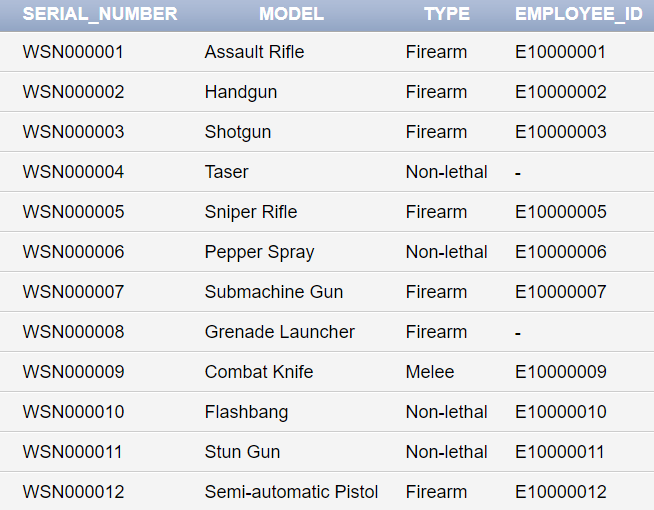 SERIAL_NUMBER MODEL TYPE EMPLOYEE_ID
WSN000001 Assault Rifle Firearm E10000001
WSN000002 Handgun Firearm E10000002
WSN000003 Shotgun Firearm E10000003
WSN000004 Taser Non-lethal -
WSN000005 Sniper Rifle Firearm E10000005
WSN000006 Pepper Spray Non-lethal E10000006
WSN000007 Submachine Gun Firearm E10000007
WSN000008 Grenade Launcher Firearm -
WSN000009 Combat Knife Melee E10000009
WSN000010 Flashbang Non-lethal E10000010
WSN000011 Stun Gun Non-lethal E10000011
WSN000012 Semi-automatic Pistol Firearm E10000012